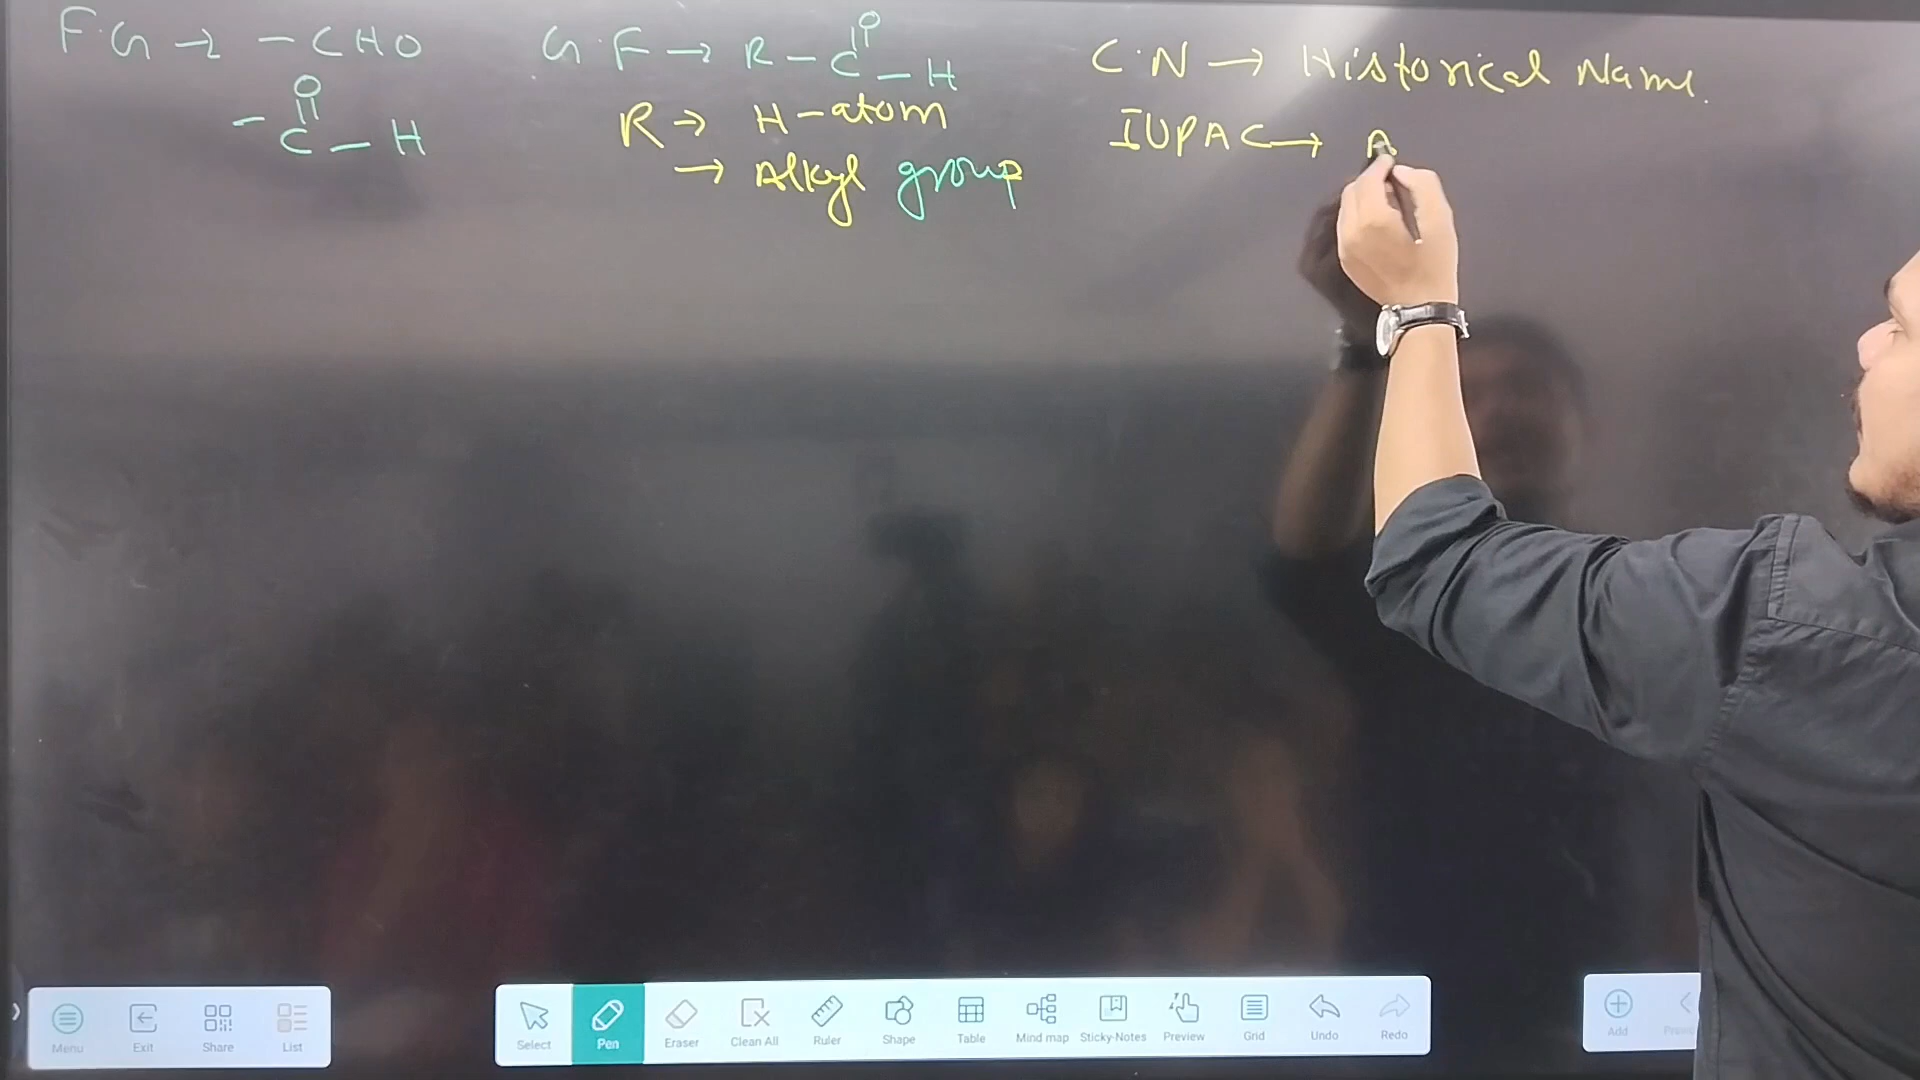 F.G → -CHO
O
||
-C-H
G.F → R-C-H
O
||
R → H-atom
→ Alkyl group
C.N → Historical Name.
IUPAC → A
Menu
Exit
Share
List
Select
Pen
Eraser
Clean All
Ruler
Shape
Table
Mind map
Sticky-Notes
Preview
Grid
Undo
Redo
Add